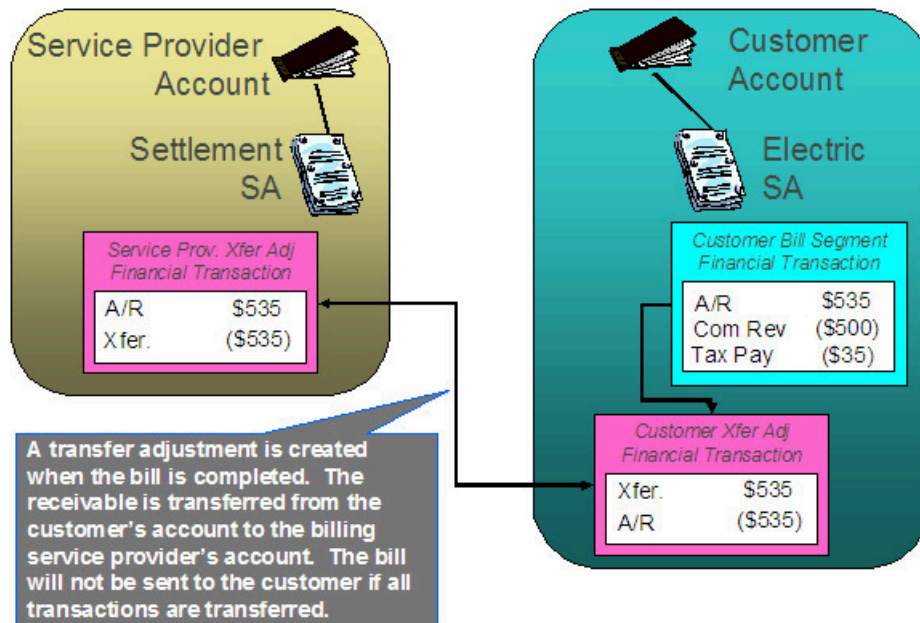 Service Provider
Account
Settlement
SA
Service Prov. Xfer Adj
Financial Transaction
A/R $535
Xfer. ($535)
A transfer adjustment is created
when the bill is completed. The
receivable is transferred from the
customer's account to the billing
service provider's account. The bill
will not be sent to the customer if all
transactions are transferred.
Customer
Account
Electric
SA
Customer Bill Segment
Financial Transaction
A/R $535
Com Rev ($500)
Tax Pay ($35)
Customer Xfer Adj
Financial Transaction
Xfer. $535
A/R ($535)